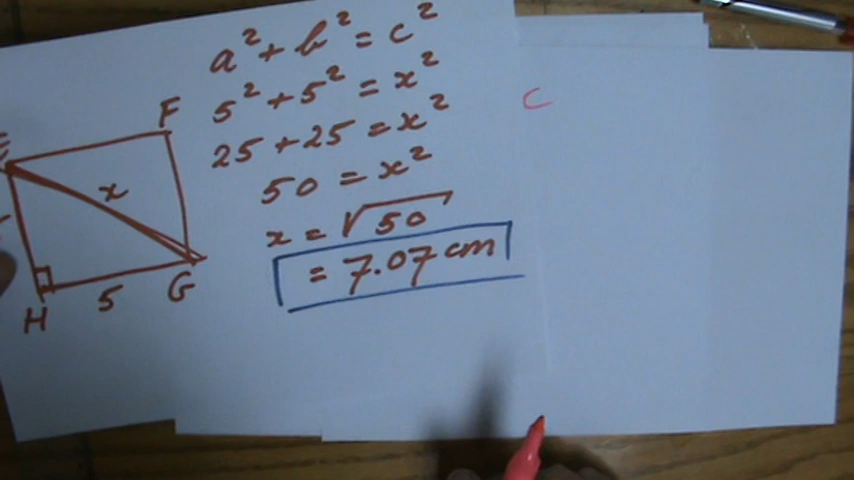 a² + b² = c²
5² + 5² = x²
25 + 25 = x²
50 = x²
x = √50
= 7.07 cm
F
x
H
5
G
C